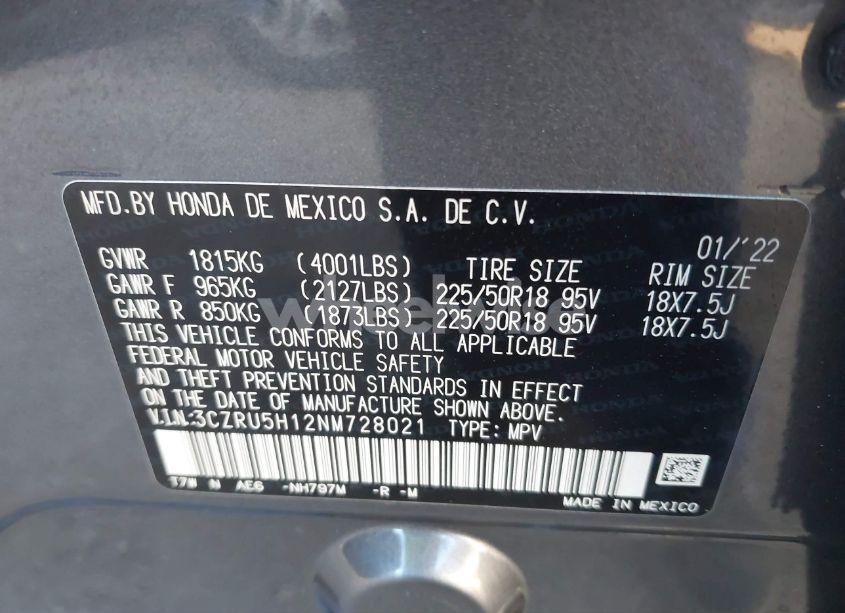 MFD.BY HONDA DE MEXICO S.A. DE C.V.
01/'22
GVWR 1815KG (4001LBS) TIRE SIZE RIM SIZE
GAWR F 965KG (2127LBS) 225/50R18 95V 18X7.5J
GAWR R 850KG (1873LBS) 225/50R18 95V 18X7.5J
THIS VEHICLE CONFORMS TO ALL APPLICABLE
FEDERAL MOTOR VEHICLE SAFETY
AND THEFT PREVENTION STANDARDS IN EFFECT
ON THE DATE OF MANUFACTURE SHOWN ABOVE.
V.I.N:3CZRU5H12NM728021 TYPE: MPV
AE6 -NH797M -R -M
MADE IN MEXICO